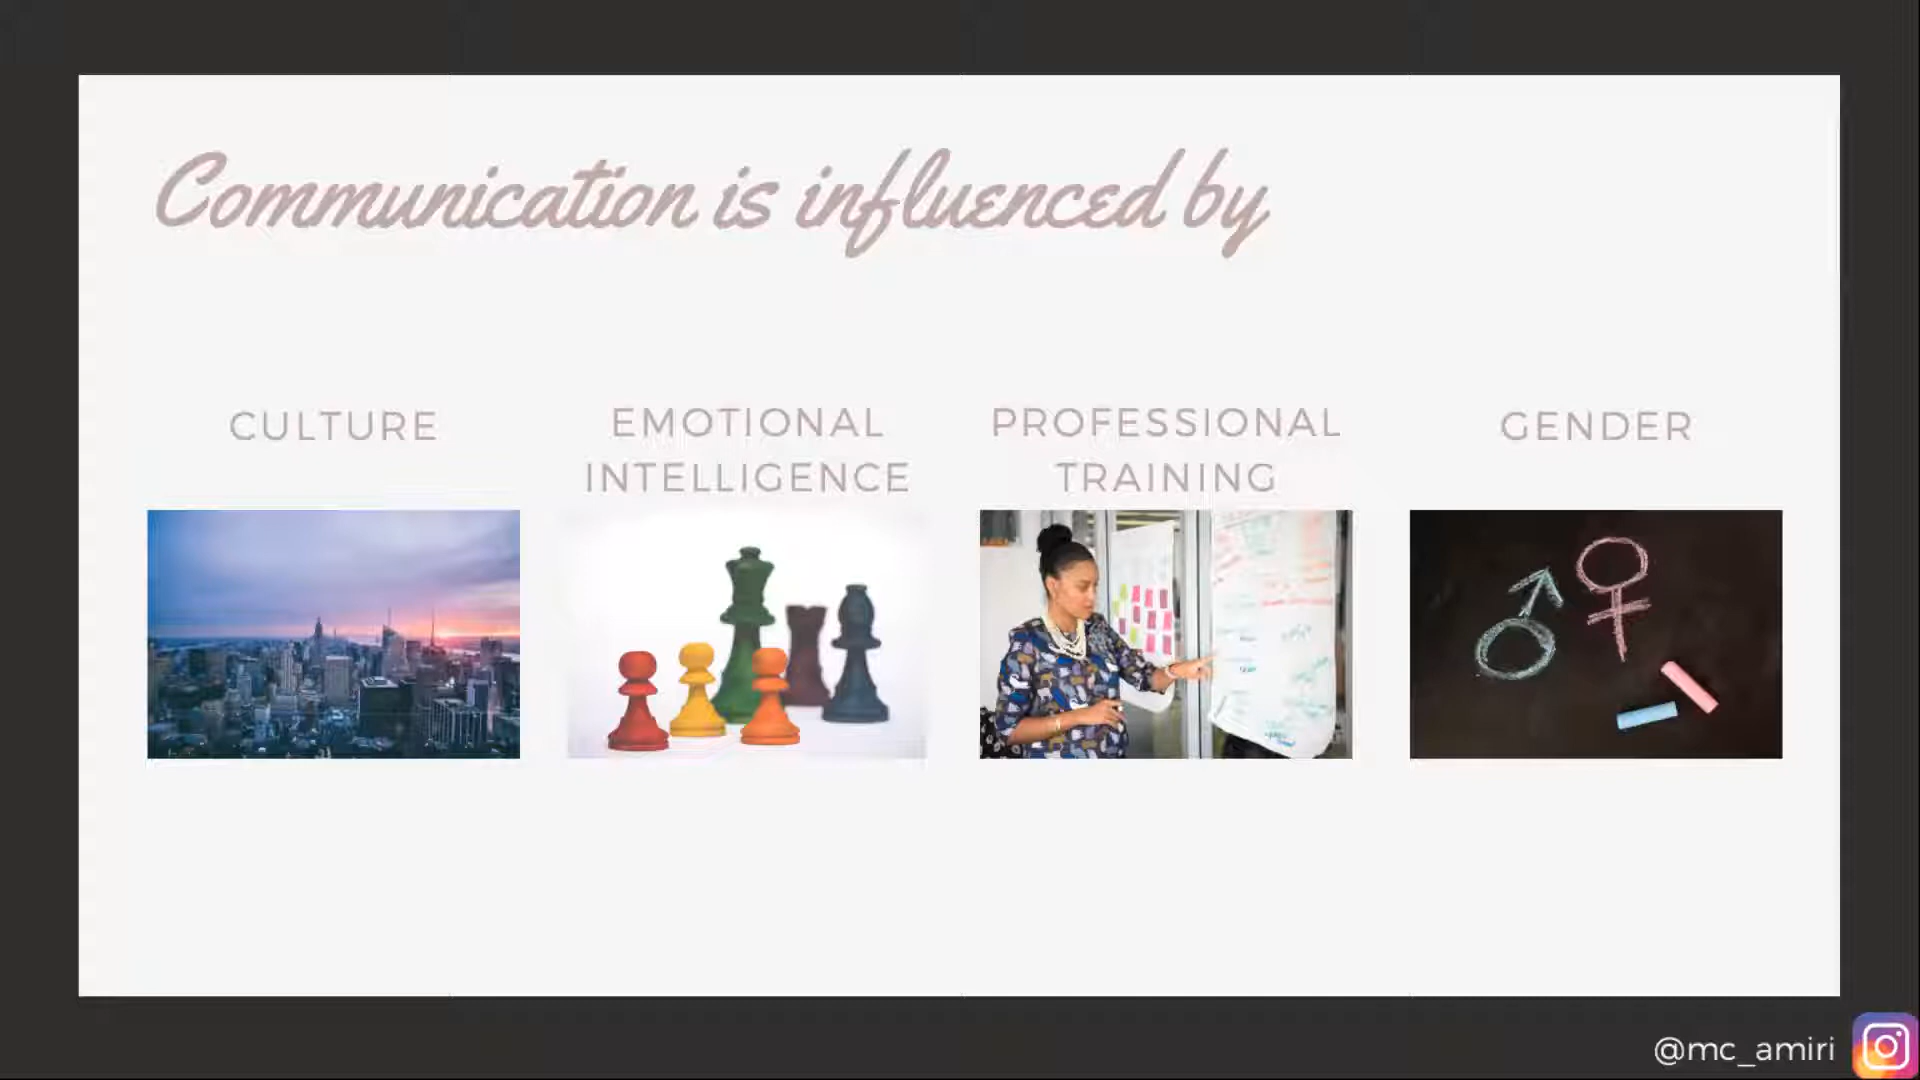 Communication is influenced by
CULTURE
EMOTIONAL
INTELLIGENCE
PROFESSIONAL
TRAINING
GENDER
@mc_amiri